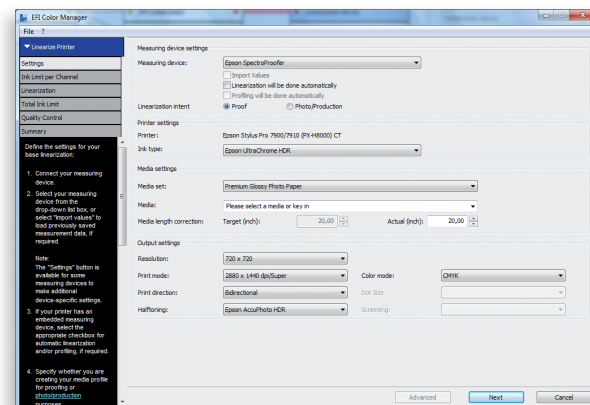 EFI Color Manager
File ?
Linearize Printer
Settings
Ink Limit per Channel
Linearization
Total Ink Limit
Quality Control
Summary
Define the settings for your
base linearization:
1. Connect your measuring
device.
2. Select your measuring
device from the
drop-down list box, or
select "Import values" to
load previously saved
measurement data, if
required.
Note:
The "Settings" button is
available for some
measuring devices to
make additional
device-specific settings.
3. If your printer has an
embedded measuring
device, select the
appropriate checkbox for
automatic linearization
and/or profiling, if required.
4. Specify whether you are
creating your media profile
for proofing or
photo/production
purposes.
Measuring device settings
Measuring device: Epson SpectroProofer
Import Values
Linearization will be done automatically
Profiling will be done automatically
Linearization intent Proof Photo/Production
Printer settings
Printer: Epson Stylus Pro 7900/7910 (PX-H8000) CT
Ink type: Epson UltraChrome HDR
Media settings
Media set: Premium Glossy Photo Paper
Media: Please select a media or key in
Media length correction: Target (inch): 20,00 Actual (inch): 20,00
Output settings
Resolution: 720 x 720
Print mode: 2880 x 1440 dpi/Super Color mode: CMYK
Print direction: Bidirectional Dot Size
Halftoning: Epson AccuPhoto HDR Screening:
Advanced Next Cancel